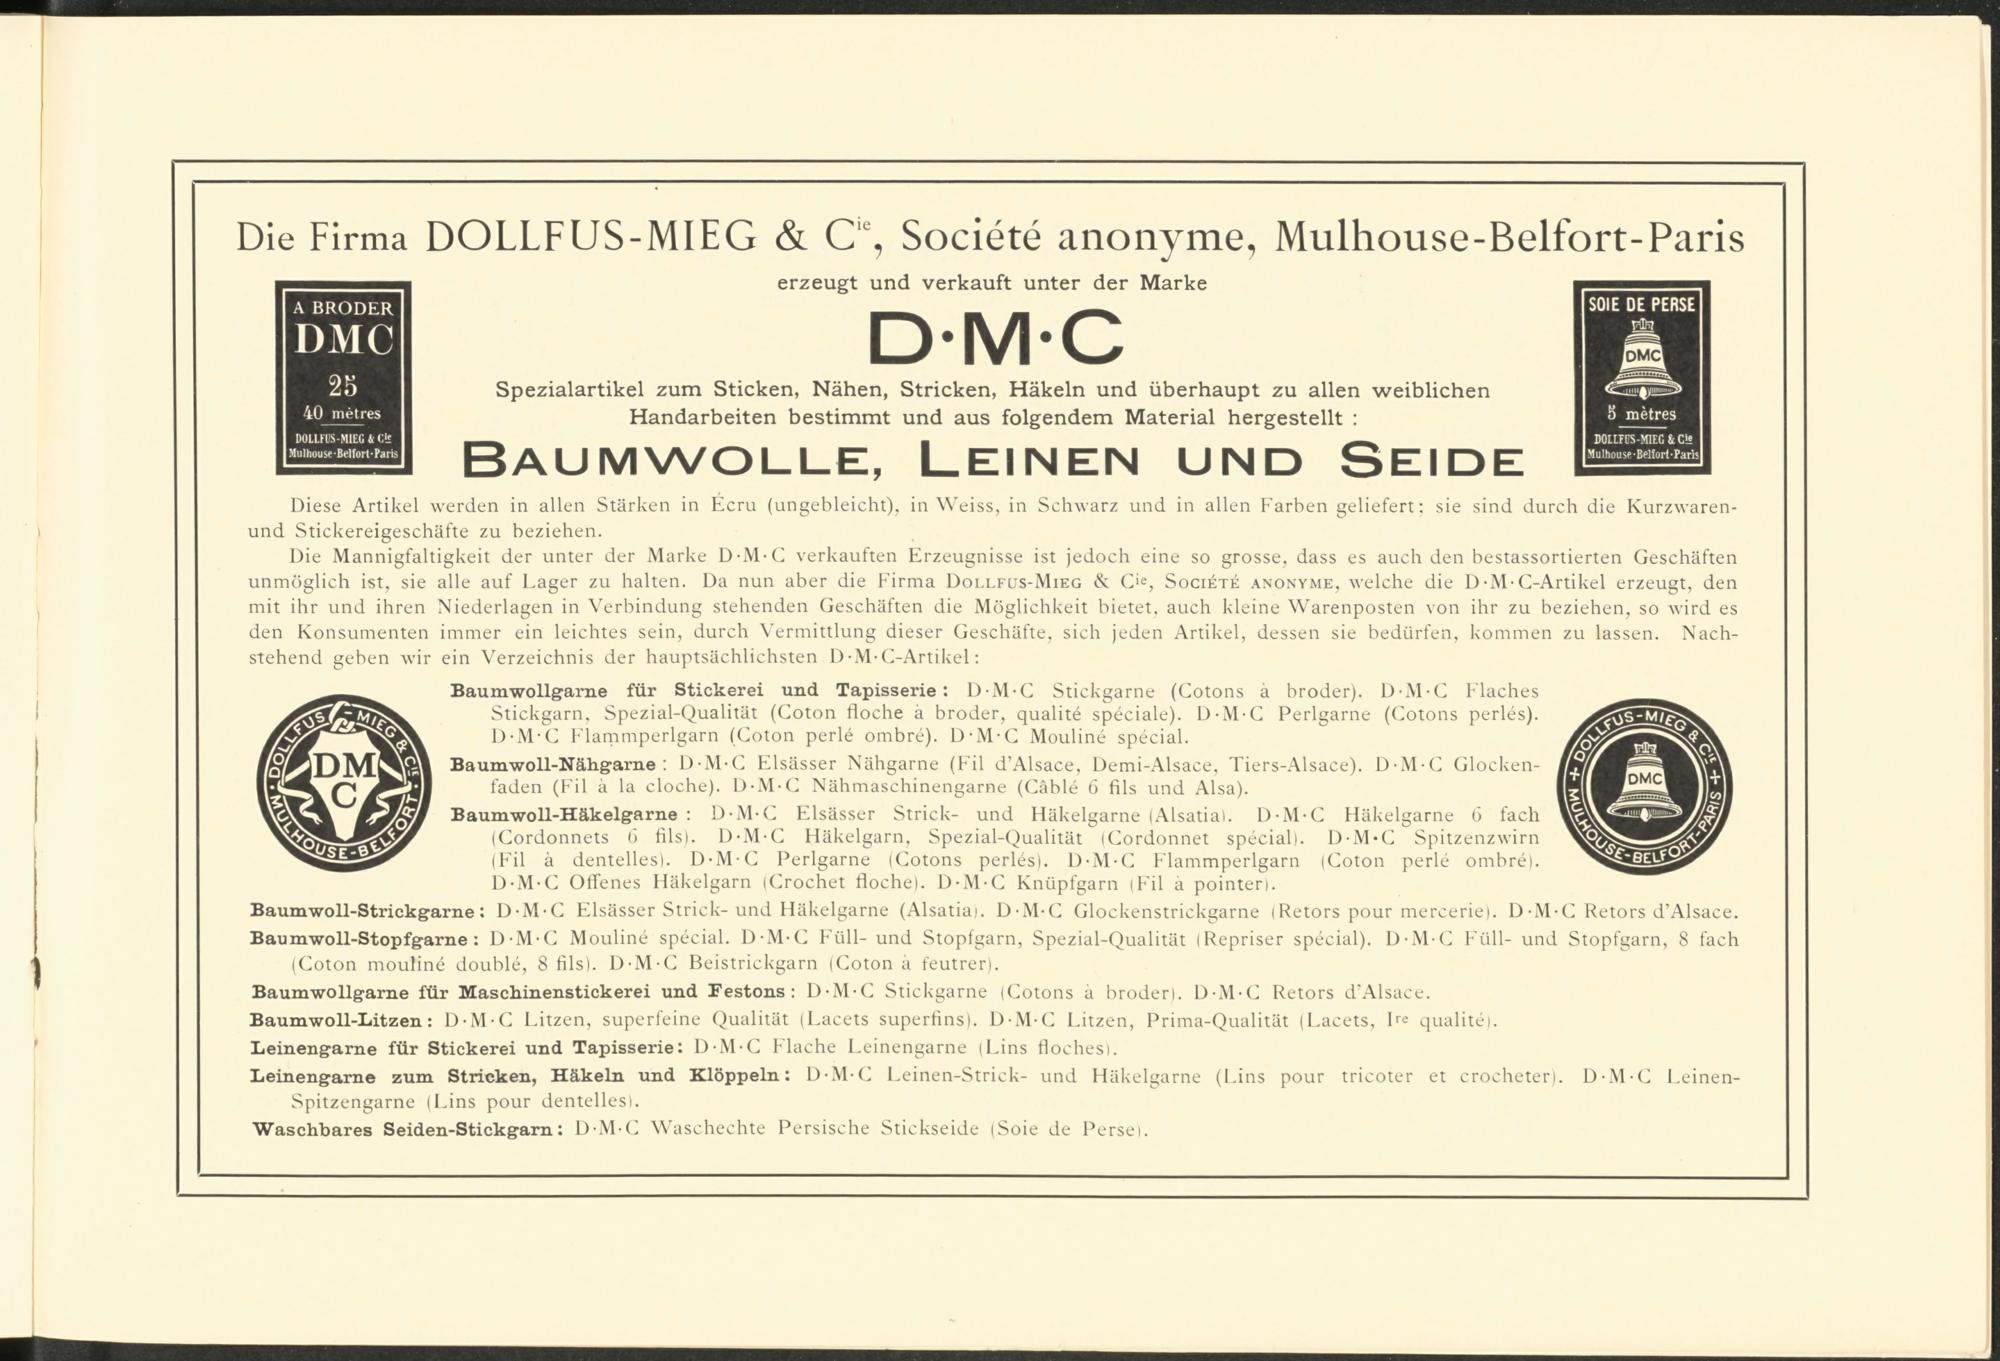 Die Firma DOLLFUS-MIEG & Cie, Société anonyme, Mulhouse-Belfort-Paris
erzeugt und verkauft unter der Marke
A BRODER
DMC
25
40 mètres
DOLLFUS-MIEG & Cie
Mulhouse-Belfort-Paris
D·M·C
SOIE DE PERSE
DMC
5 mètres
DOLLFUS-MIEG & Cie
Mulhouse-Belfort-Paris
Spezialartikel zum Sticken, Nähen, Stricken, Häkeln und überhaupt zu allen weiblichen
Handarbeiten bestimmt und aus folgendem Material hergestellt :
BAUMWOLLE, LEINEN UND SEIDE
Diese Artikel werden in allen Stärken in Écru (ungebleicht), in Weiss, in Schwarz und in allen Farben geliefert; sie sind durch die Kurzwaren-
und Stickereigeschäfte zu beziehen.
Die Mannigfaltigkeit der unter der Marke D·M·C verkauften Erzeugnisse ist jedoch eine so grosse, dass es auch den bestassortierten Geschäften
unmöglich ist, sie alle auf Lager zu halten. Da nun aber die Firma DOLLFUS-MIEG & Cie, SOCIÉTÉ ANONYME, welche die D·M·C-Artikel erzeugt, den
mit ihr und ihren Niederlagen in Verbindung stehenden Geschäften die Möglichkeit bietet, auch kleine Warenposten von ihr zu beziehen, so wird es
den Konsumenten immer ein leichtes sein, durch Vermittlung dieser Geschäfte, sich jeden Artikel, dessen sie bedürfen, kommen zu lassen. Nach-
stehend geben wir ein Verzeichnis der hauptsächlichsten D·M·C-Artikel:
DOLLFUS-MIEG & CIE
MULHOUSE-BELFORT
DM
C
Baumwollgarne für Stickerei und Tapisserie: D·M·C Stickgarne (Cotons à broder). D·M·C Flaches
Stickgarn, Spezial-Qualität (Coton floche à broder, qualité spéciale). D·M·C Perlgarne (Cotons perlés).
D·M·C Flammperlgarn (Coton perlé ombré). D·M·C Mouliné spécial.
Baumwoll-Nähgarne: D·M·C Elsässer Nähgarne (Fil d'Alsace, Demi-Alsace, Tiers-Alsace). D·M·C Glocken-
faden (Fil à la cloche). D·M·C Nähmaschinengarne (Câblé 6 fils und Alsa).
Baumwoll-Häkelgarne: D·M·C Elsässer Strick- und Häkelgarne (Alsatia). D·M·C Häkelgarne 6 fach
(Cordonnets 6 fils). D·M·C Häkelgarn, Spezial-Qualität (Cordonnet spécial). D·M·C Spitzenzwirn
(Fil à dentelles). D·M·C Perlgarne (Cotons perlés). D·M·C Flammperlgarn (Coton perlé ombré).
D·M·C Offenes Häkelgarn (Crochet floche). D·M·C Knüpfgarn (Fil à pointer).
DOLLFUS-MIEG & CIE
MULHOUSE-BELFORT-PARIS
DMC
Baumwoll-Strickgarne: D·M·C Elsässer Strick- und Häkelgarne (Alsatia). D·M·C Glockenstrickgarne (Retors pour mercerie). D·M·C Retors d'Alsace.
Baumwoll-Stopfgarne: D·M·C Mouliné spécial. D·M·C Füll- und Stopfgarn, Spezial-Qualität (Repriser spécial). D·M·C Füll- und Stopfgarn, 8 fach
(Coton mouliné doublé, 8 fils). D·M·C Beistrickgarn (Coton à feutrer).
Baumwollgarne für Maschinenstickerei und Festons: D·M·C Stickgarne (Cotons à broder). D·M·C Retors d'Alsace.
Baumwoll-Litzen: D·M·C Litzen, superfeine Qualität (Lacets superfins). D·M·C Litzen, Prima-Qualität (Lacets, Ire qualité).
Leinengarne für Stickerei und Tapisserie: D·M·C Flache Leinengarne (Lins floches).
Leinengarne zum Stricken, Häkeln und Klöppeln: D·M·C Leinen-Strick- und Häkelgarne (Lins pour tricoter et crocheter). D·M·C Leinen-
Spitzengarne (Lins pour dentelles).
Waschbares Seiden-Stickgarn: D·M·C Waschechte Persische Stickseide (Soie de Perse).